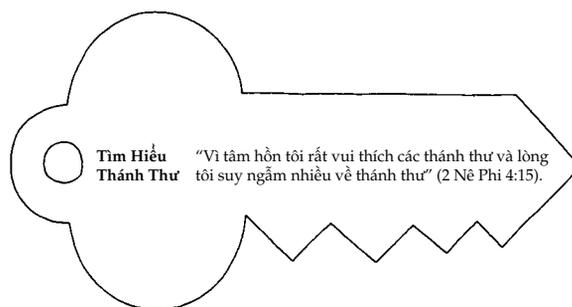 Tìm Hiểu
Thánh Thư
“Vì tâm hồn tôi rất vui thích các thánh thư và lòng
tôi suy ngẫm nhiều về thánh thư” (2 Nê Phi 4:15).